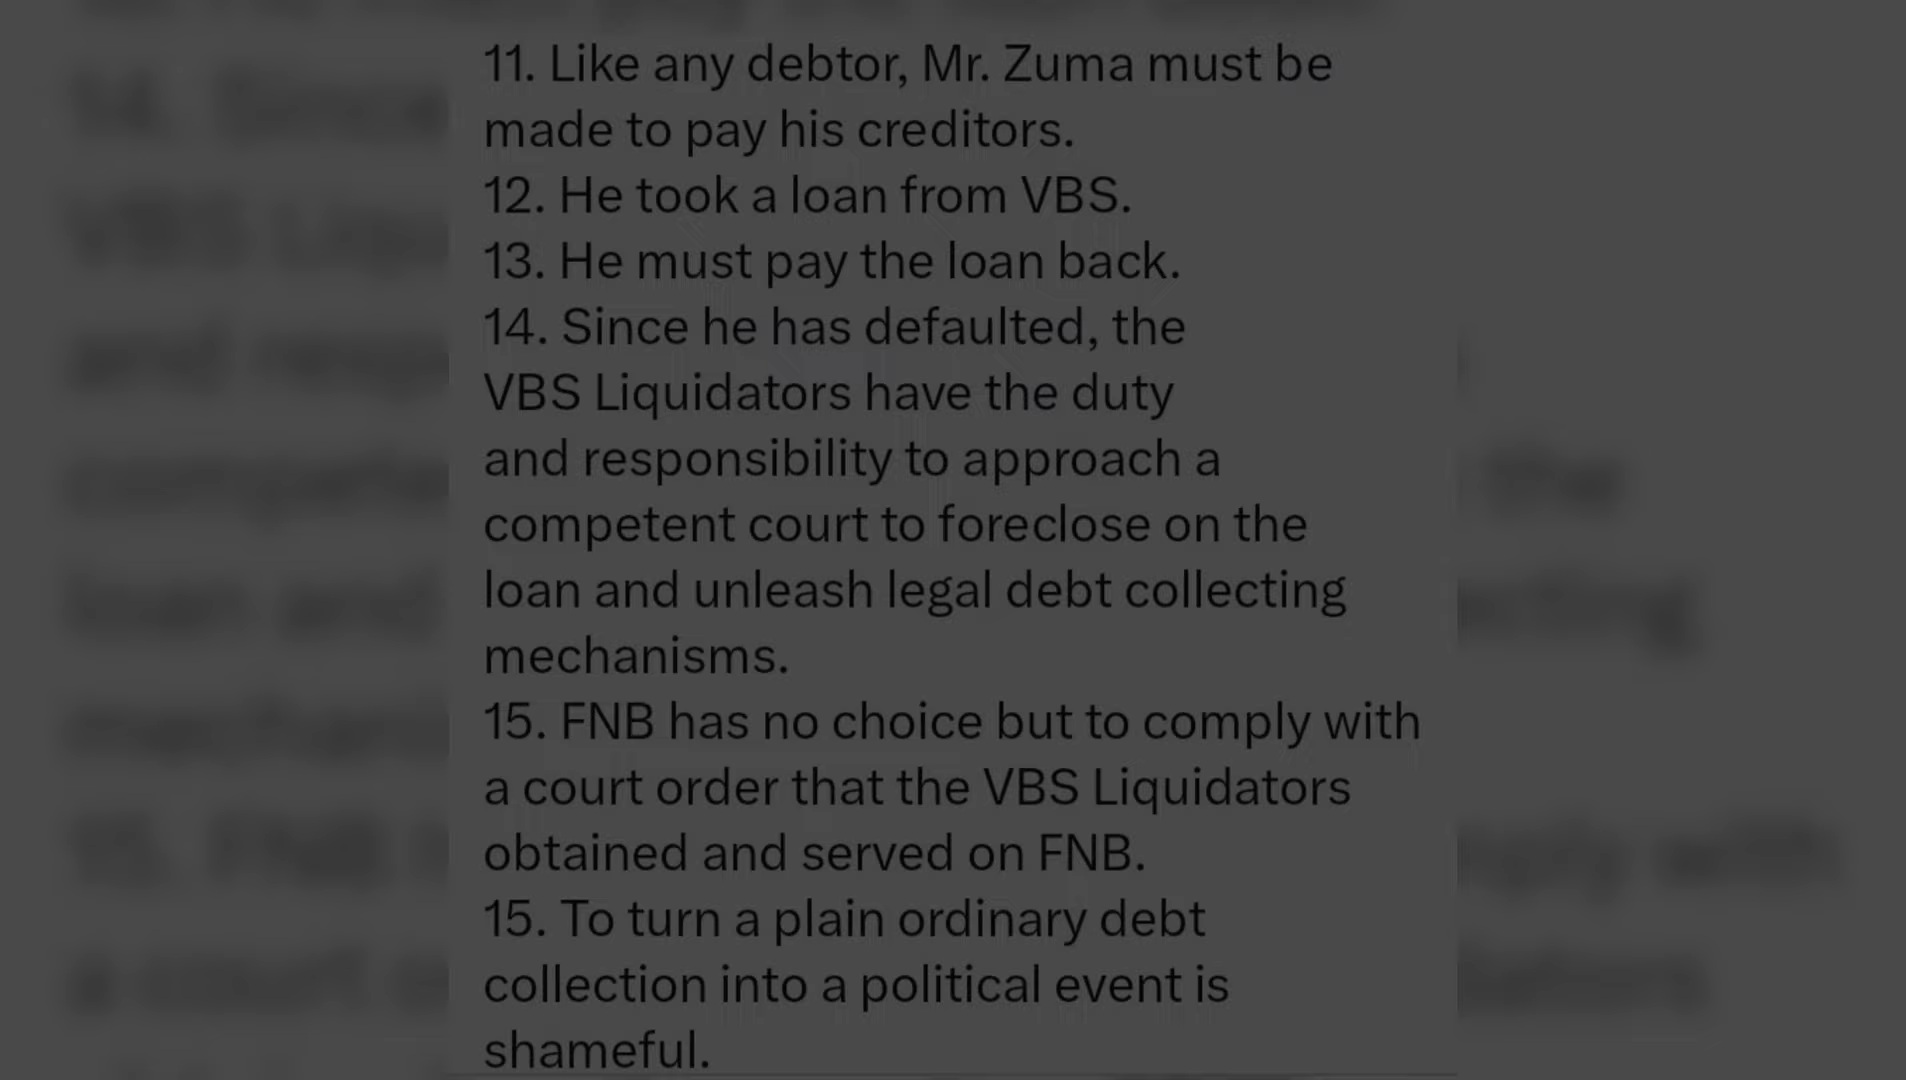 11. Like any debtor, Mr. Zuma must be
made to pay his creditors.
12. He took a loan from VBS.
13. He must pay the loan back.
14. Since he has defaulted, the
VBS Liquidators have the duty
and responsibility to approach a
competent court to foreclose on the
loan and unleash legal debt collecting
mechanisms.
15. FNB has no choice but to comply with
a court order that the VBS Liquidators
obtained and served on FNB.
15. To turn a plain ordinary debt
collection into a political event is
shameful.